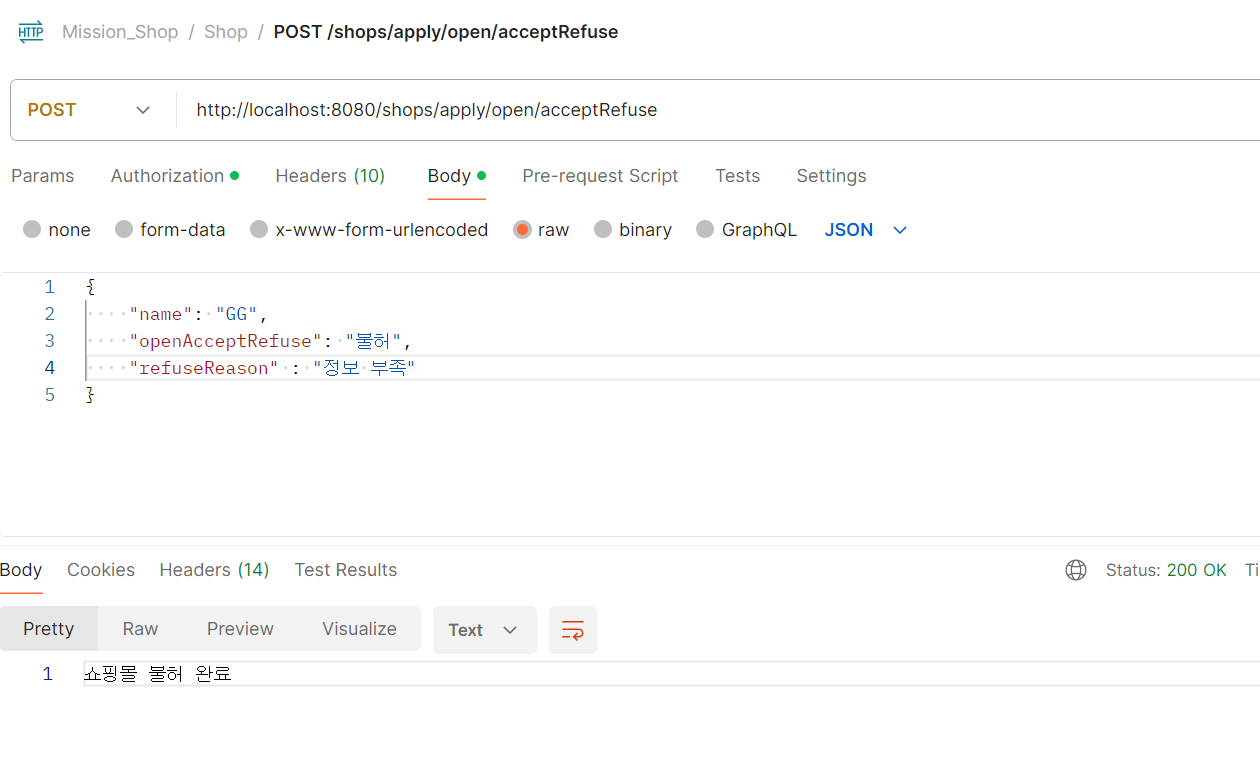 HTTP Mission_Shop / Shop / POST /shops/apply/open/acceptRefuse
POST http://localhost:8080/shops/apply/open/acceptRefuse
Params Authorization Headers (10) Body Pre-request Script Tests Settings
none form-data x-www-form-urlencoded raw binary GraphQL JSON
1 {
2 "name": "GG",
3 "openAcceptRefuse": "불허",
4 "refuseReason" : "정보 부족"
5 }
Body Cookies Headers (14) Test Results Status: 200 OK Ti
Pretty Raw Preview Visualize Text
1 쇼핑몰 불허 완료